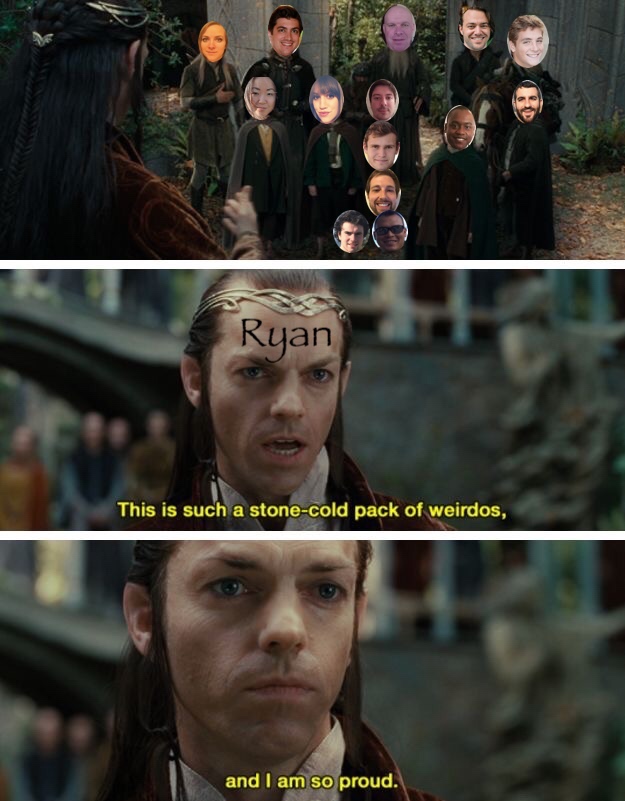 Ryan
This is such a stone-cold pack of weirdos,
and I am so proud.